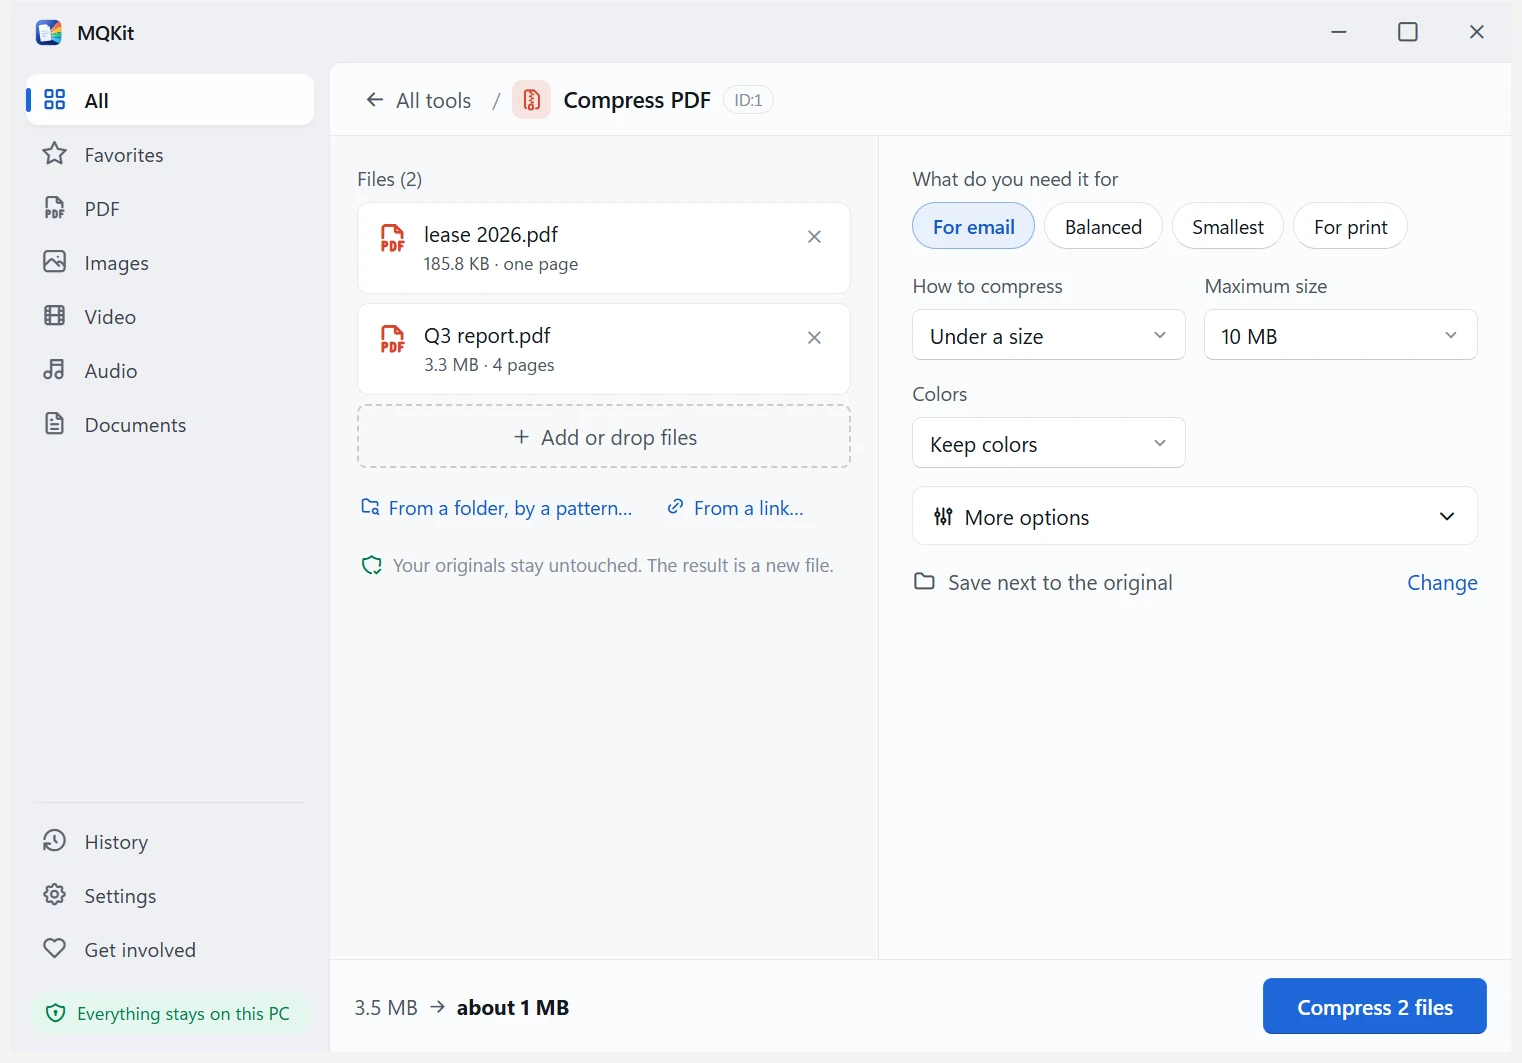 MQKit
All
Favorites
PDF
Images
Video
Audio
Documents
History
Settings
Get involved
Everything stays on this PC
All tools / Compress PDF ID:1
Files (2)
PDF
lease 2026.pdf
185.8 KB · one page
PDF
Q3 report.pdf
3.3 MB · 4 pages
+ Add or drop files
From a folder, by a pattern... From a link...
Your originals stay untouched. The result is a new file.
What do you need it for
For email Balanced Smallest For print
How to compress Maximum size
Under a size 10 MB
Colors
Keep colors
More options
Save next to the original Change
3.5 MB → about 1 MB
Compress 2 files